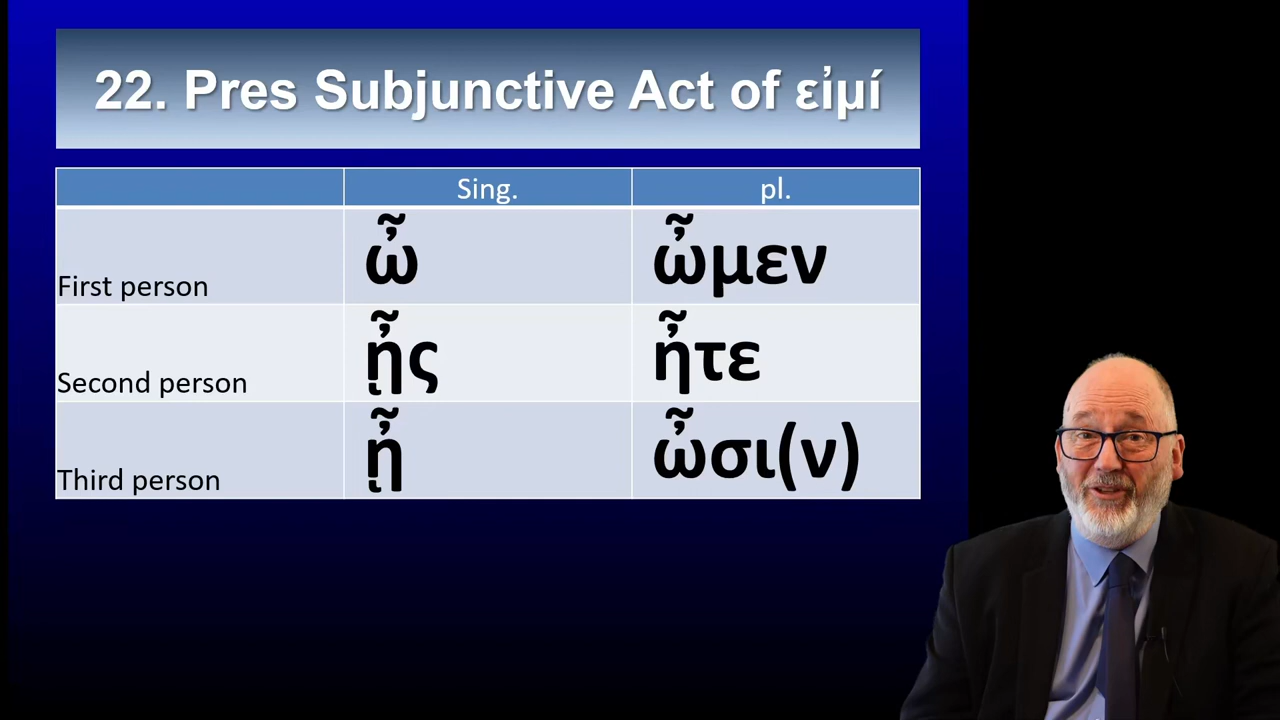 22. Pres Subjunctive Act of εἰμί
Sing. pl.
First person ὦ ὦμεν
Second person ᾖς ἦτε
Third person ᾖ ὦσι(ν)